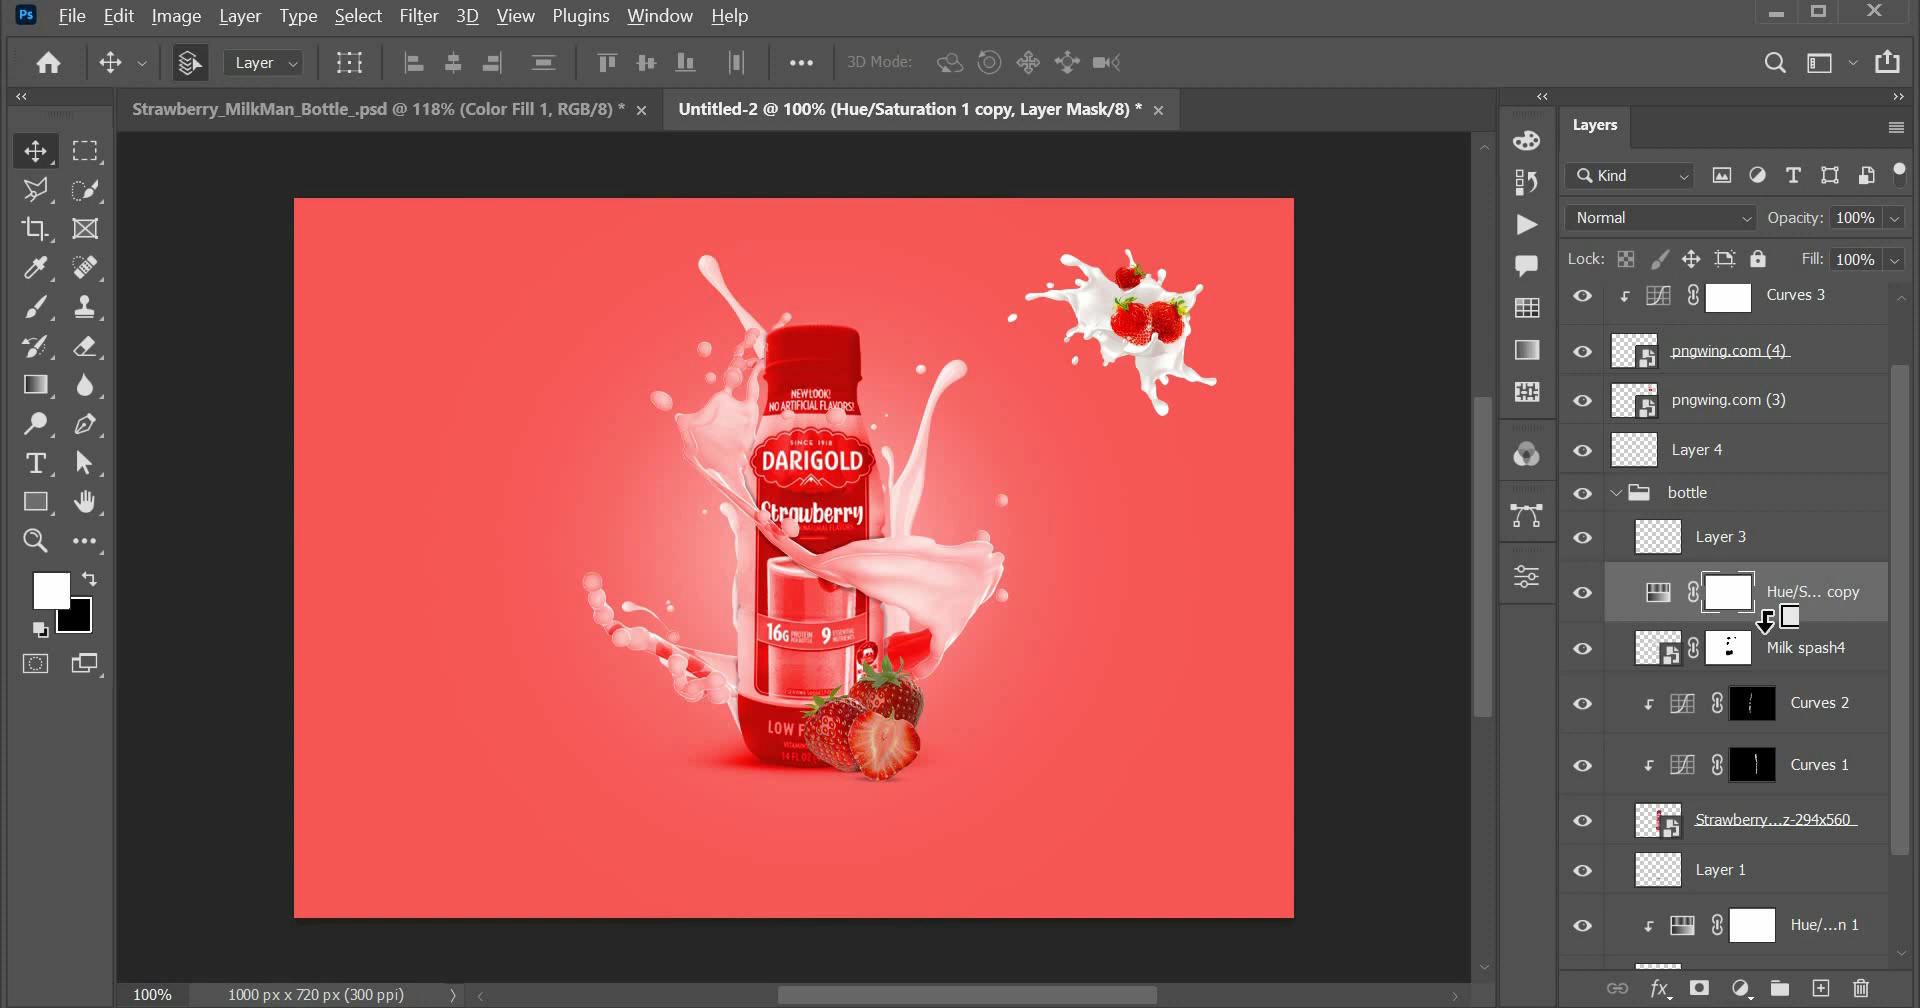 Ps File Edit Image Layer Type Select Filter 3D View Plugins Window Help
Layer 3D Mode:
Strawberry_MilkMan_Bottle_.psd @ 118% (Color Fill 1, RGB/8) *
Untitled-2 @ 100% (Hue/Saturation 1 copy, Layer Mask/8) *
NEW LOOK!
NO ARTIFICIAL FLAVORS!
SINCE 1918
DARIGOLD
Strawberry
NATURAL FLAVORS
16G PROTEIN 9 ESSENTIAL NUTRIENTS
LOW F
14 FL OZ
Layers
Kind
Normal Opacity: 100%
Lock: Fill: 100%
Curves 3
pngwing.com (4)
pngwing.com (3)
Layer 4
bottle
Layer 3
Hue/S... copy
Milk spash4
Curves 2
Curves 1
Strawberry...z-294x560
Layer 1
Hue/...n 1
fx
100% 1000 px x 720 px (300 ppi)